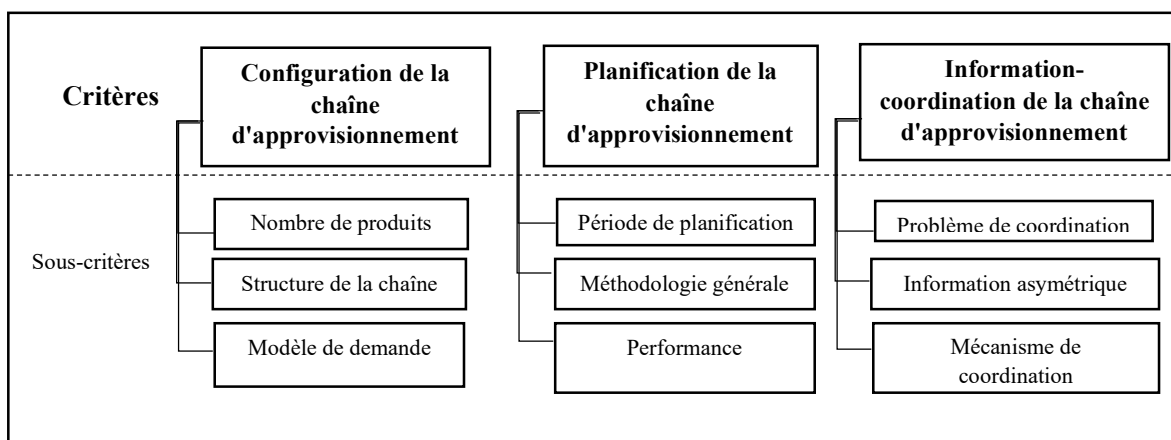 Critères
Configuration de la
chaîne
d'approvisionnement
Planification de la
chaîne
d'approvisionnement
Information-
coordination de la chaîne
d'approvisionnement
Sous-critères
Nombre de produits
Structure de la chaîne
Modèle de demande
Période de planification
Méthodologie générale
Performance
Problème de coordination
Information asymétrique
Mécanisme de
coordination